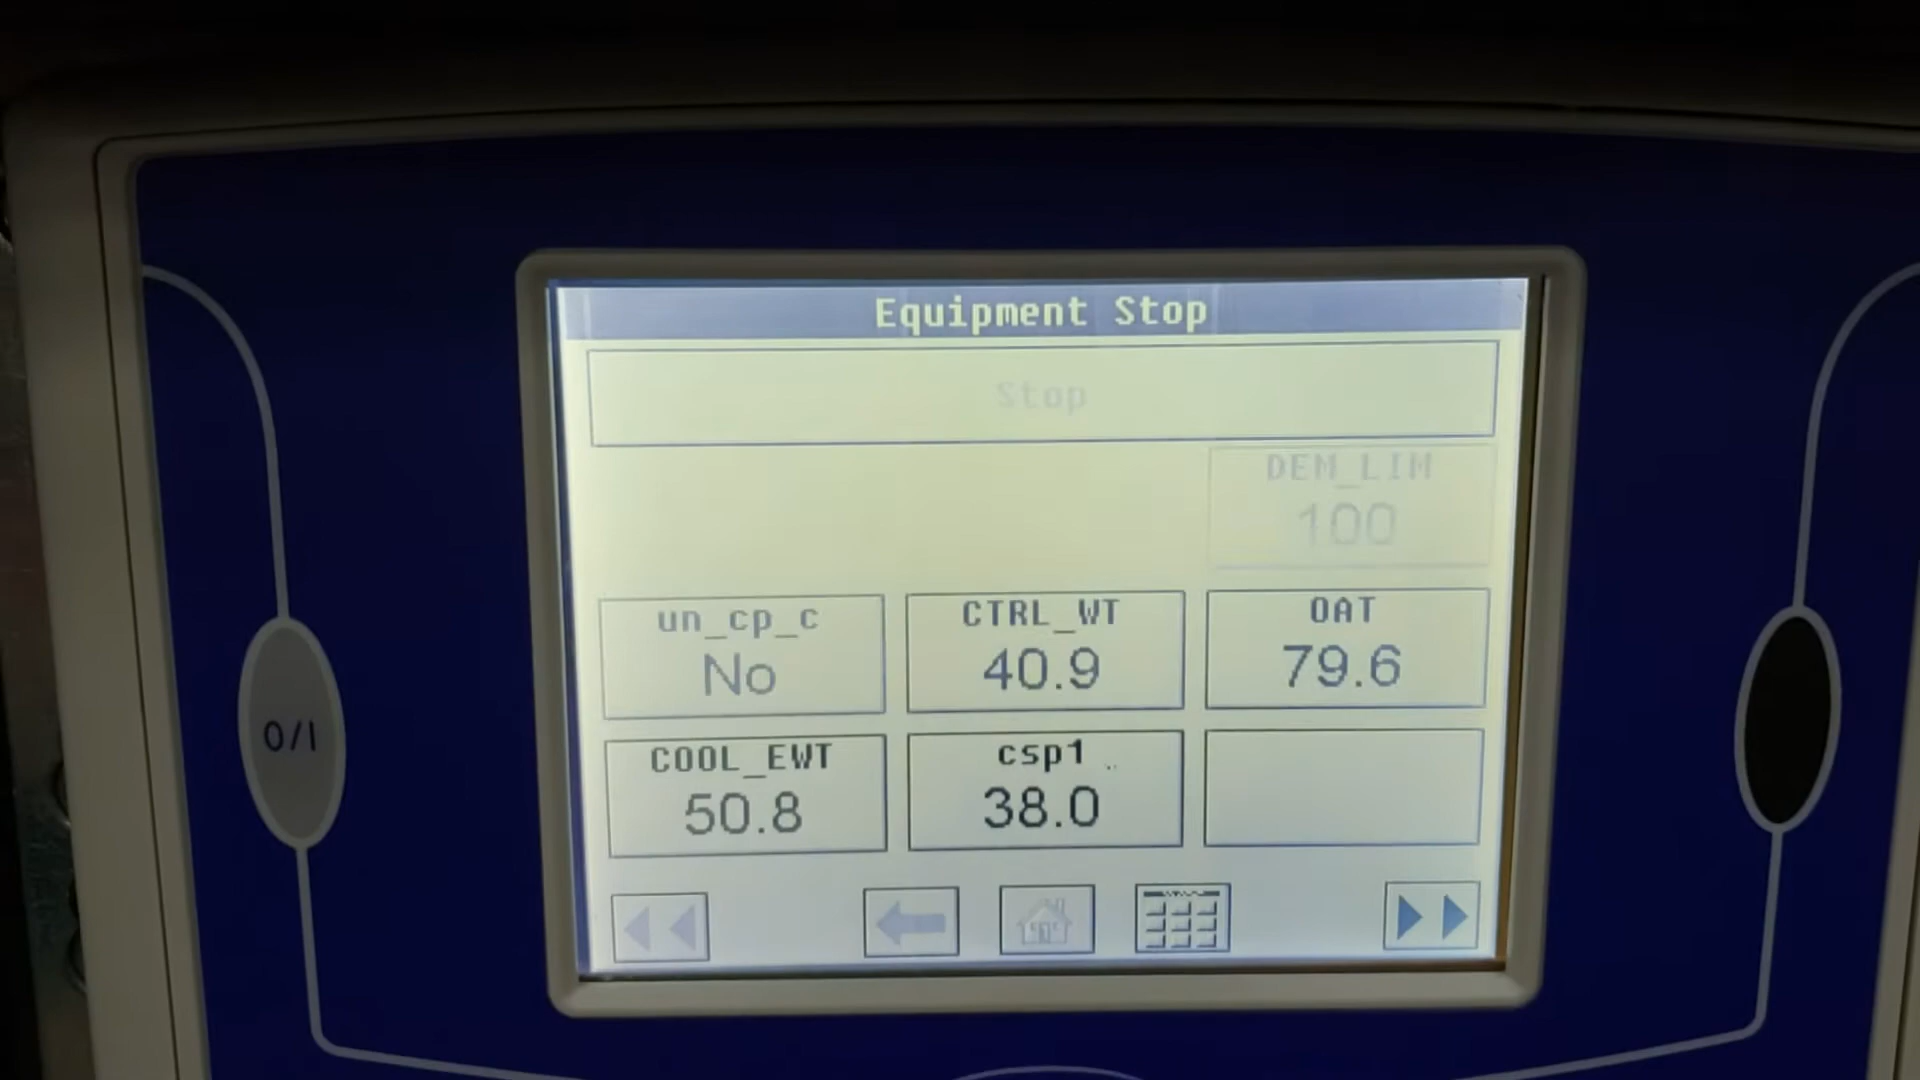 Equipment Stop
Stop
DEM_LIM
100
un_cp_c
No
CTRL_WT
40.9
OAT
79.6
COOL_EWT
50.8
csp1
38.0
0/I